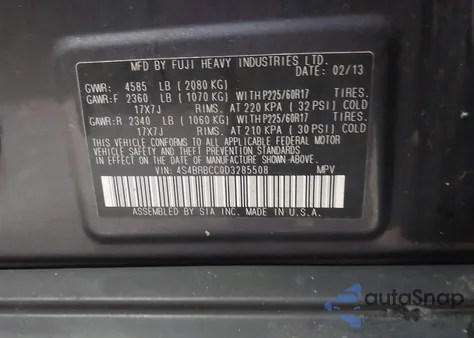 MFD BY FUJI HEAVY INDUSTRIES LTD.
DATE: 02/13
GVWR: 4585 LB (2080 KG)
GAWR:F 2360 LB (1070 KG) WITH P225/60R17 TIRES.
17X7J RIMS. AT 220 KPA (32 PSI) COLD
GAWR:R 2340 LB (1060 KG) WITH P225/60R17 TIRES.
17X7J RIMS. AT 210 KPA (30 PSI) COLD
THIS VEHICLE CONFORMS TO ALL APPLICABLE FEDERAL MOTOR
VEHICLE SAFETY AND THEFT PREVENTION STANDARDS IN EFFECT
ON THE DATE OF MANUFACTURE SHOWN ABOVE.
VIN: 4S4BRBCC0D3285508 MPV
ASSEMBLED BY SIA INC. MADE IN U.S.A.
autoSnap